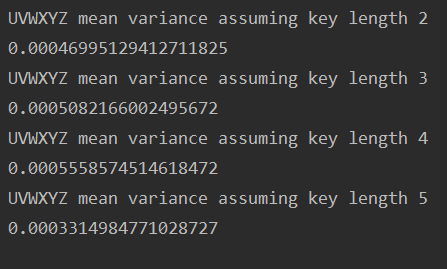 UVWXYZ mean variance assuming key length 2
0.00046995129412711825
UVWXYZ mean variance assuming key length 3
0.0005082166002495672
UVWXYZ mean variance assuming key length 4
0.0005558574514618472
UVWXYZ mean variance assuming key length 5
0.0003314984771028727